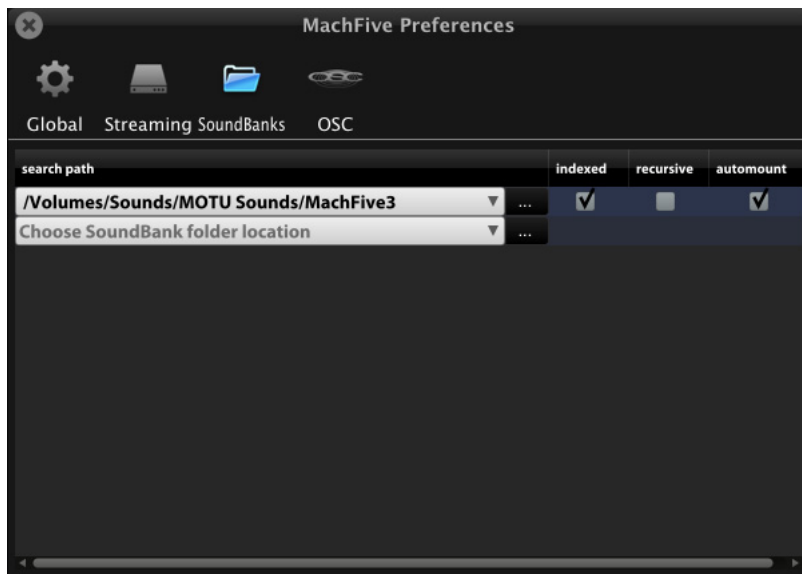 MachFive Preferences
OSC
Global Streaming SoundBanks OSC
search path indexed recursive automount
/Volumes/Sounds/MOTU Sounds/MachFive3 ...
Choose SoundBank folder location ...